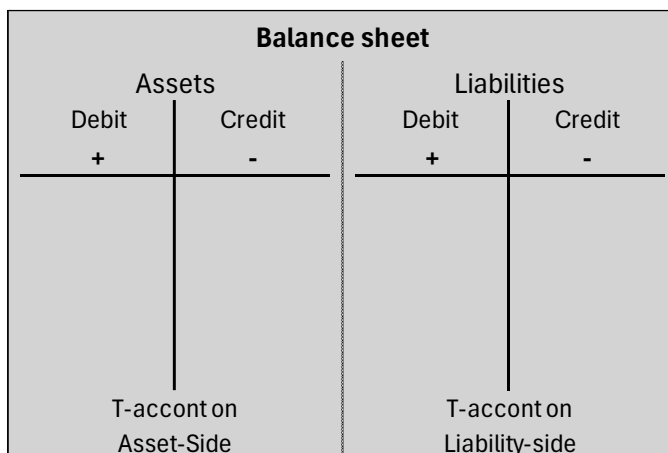 Balance sheet
Assets
Liabilities
Debit Credit Debit Credit
+ - + -
T-accont on
Asset-Side
T-accont on
Liability-side